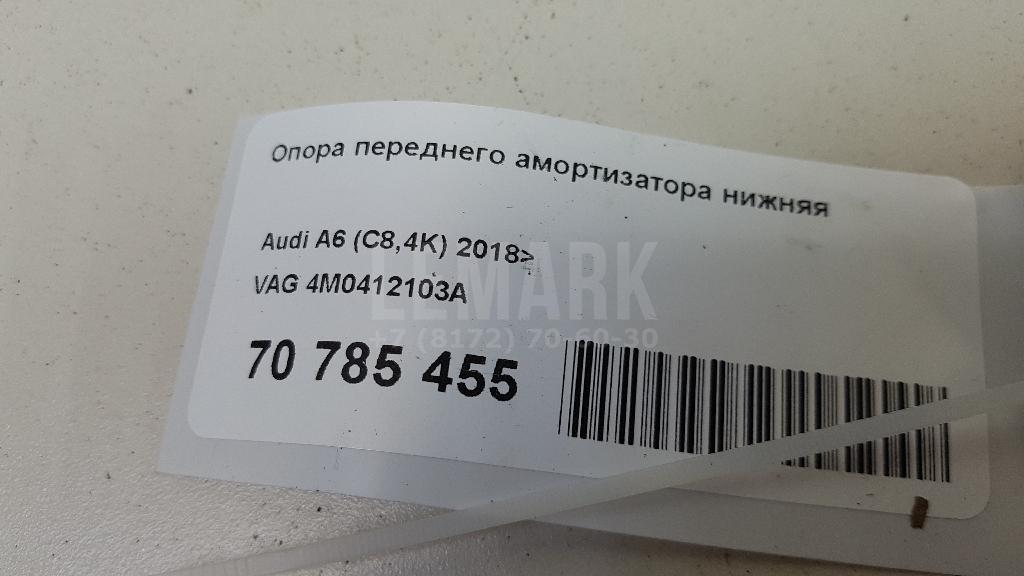 Опора переднего амортизатора нижняя
Audi A6 (C8,4K) 2018>
VAG 4M0412103A
LEMARK
+7 (8172) 70-60-30
70 785 455